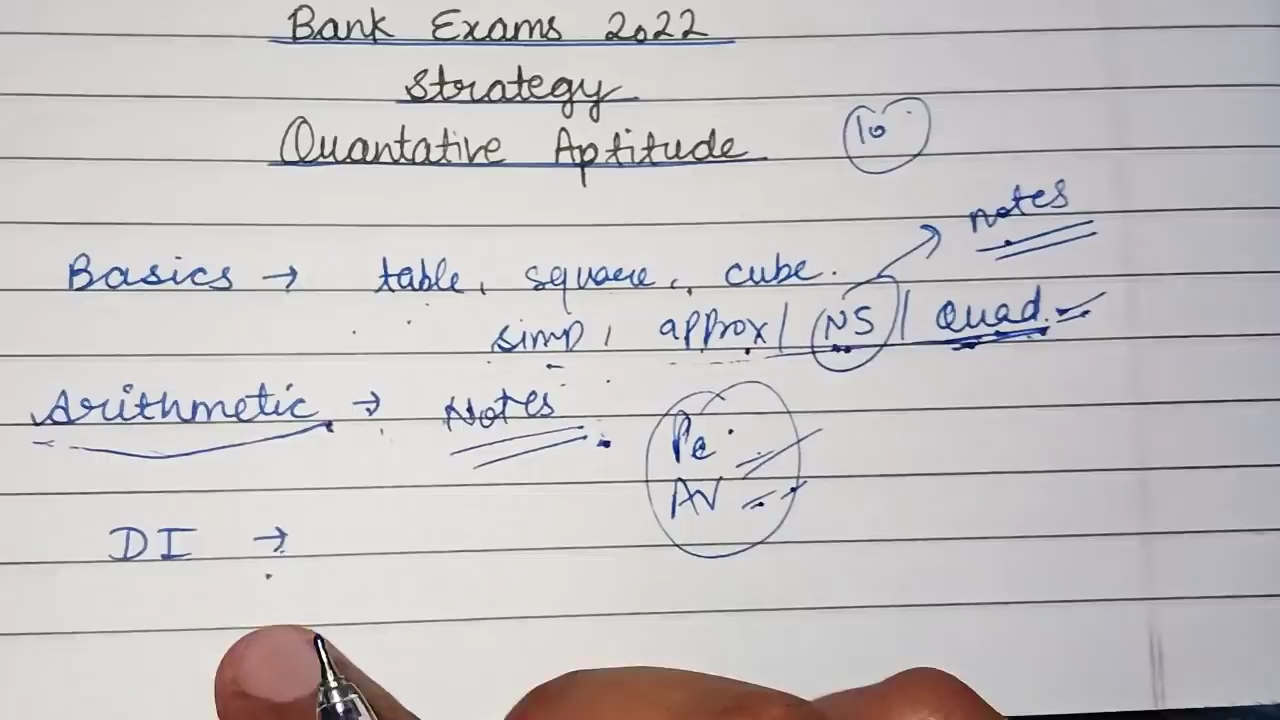 Bank Exams 2022
Strategy
Quantative Aptitude 10
notes
Basics → table, square, cube.
simp, approx / NS / Quad.
Arithmetic → Notes
Pe
AV
DI →